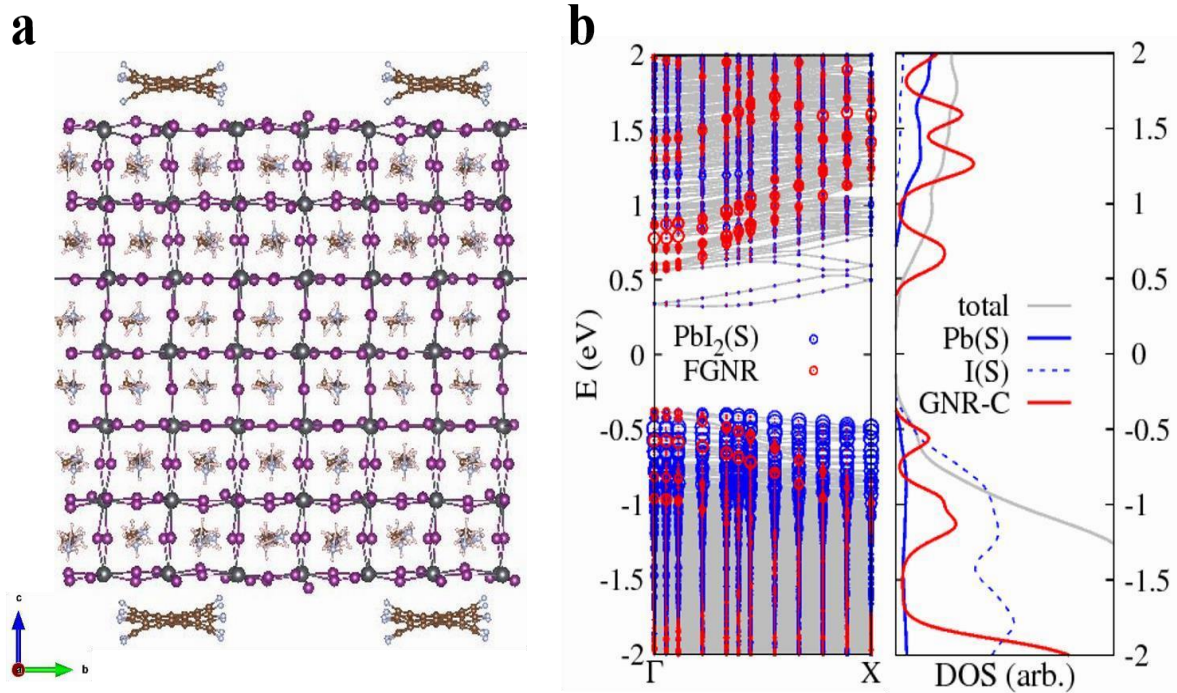 a
b
2
1.5
1
0.5
0
-0.5
-1
-1.5
-2
E (eV)
PbI₂(S)
FGNR
Γ
X
total
Pb(S)
I(S)
GNR-C
2
1.5
1
0.5
0
-0.5
-1
-1.5
-2
DOS (arb.)
c
a
b